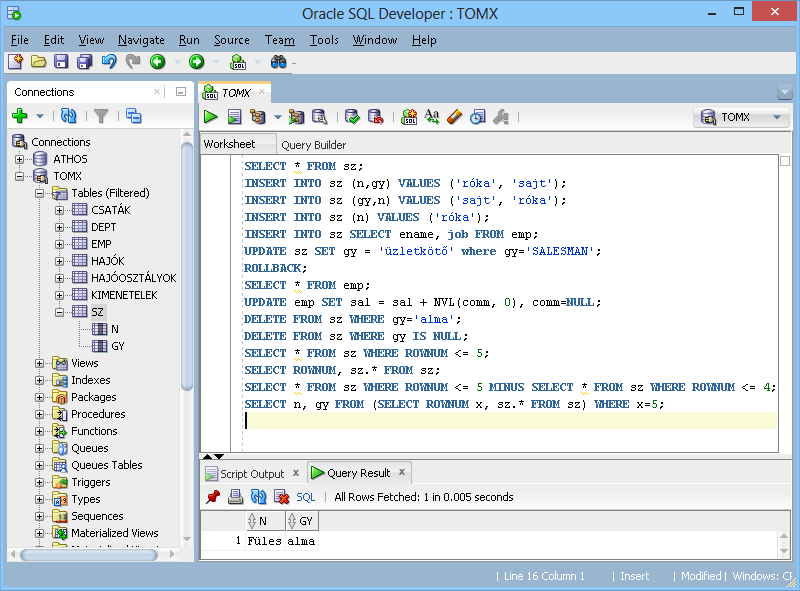 Oracle SQL Developer : TOMX
File Edit View Navigate Run Source Team Tools Window Help
Connections
Connections
ATHOS
TOMX
Tables (Filtered)
CSATÁK
DEPT
EMP
HAJÓK
HAJÓOSZTÁLYOK
KIMENETELEK
SZ
N
GY
Views
Indexes
Packages
Procedures
Functions
Queues
Queues Tables
Triggers
Types
Sequences
Materialized Views
TOMX
TOMX
Worksheet Query Builder
SELECT * FROM sz;
INSERT INTO sz (n,gy) VALUES ('róka', 'sajt');
INSERT INTO sz (gy,n) VALUES ('sajt', 'róka');
INSERT INTO sz (n) VALUES ('róka');
INSERT INTO sz SELECT ename, job FROM emp;
UPDATE sz SET gy = 'üzletkötő' where gy='SALESMAN';
ROLLBACK;
SELECT * FROM emp;
UPDATE emp SET sal = sal + NVL(comm, 0), comm=NULL;
DELETE FROM sz WHERE gy='alma';
DELETE FROM sz WHERE gy IS NULL;
SELECT * FROM sz WHERE ROWNUM <= 5;
SELECT ROWNUM, sz.* FROM sz;
SELECT * FROM sz WHERE ROWNUM <= 5 MINUS SELECT * FROM sz WHERE ROWNUM <= 4;
SELECT n, gy FROM (SELECT ROWNUM x, sz.* FROM sz) WHERE x=5;
Script Output x Query Result x
SQL | All Rows Fetched: 1 in 0.005 seconds
N GY
1 Füles alma
| Line 16 Column 1 | Insert | Modified | Windows: